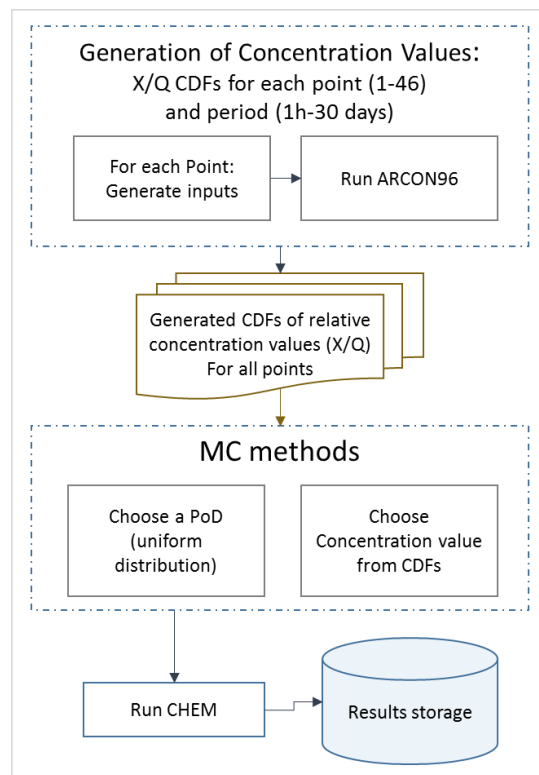 Generation of Concentration Values:
X/Q CDFs for each point (1-46)
and period (1h-30 days)
For each Point:
Generate inputs
Run ARCON96
Generated CDFs of relative
concentration values (X/Q)
For all points
MC methods
Choose a PoD
(uniform
distribution)
Choose
Concentration value
from CDFs
Run CHEM
Results storage